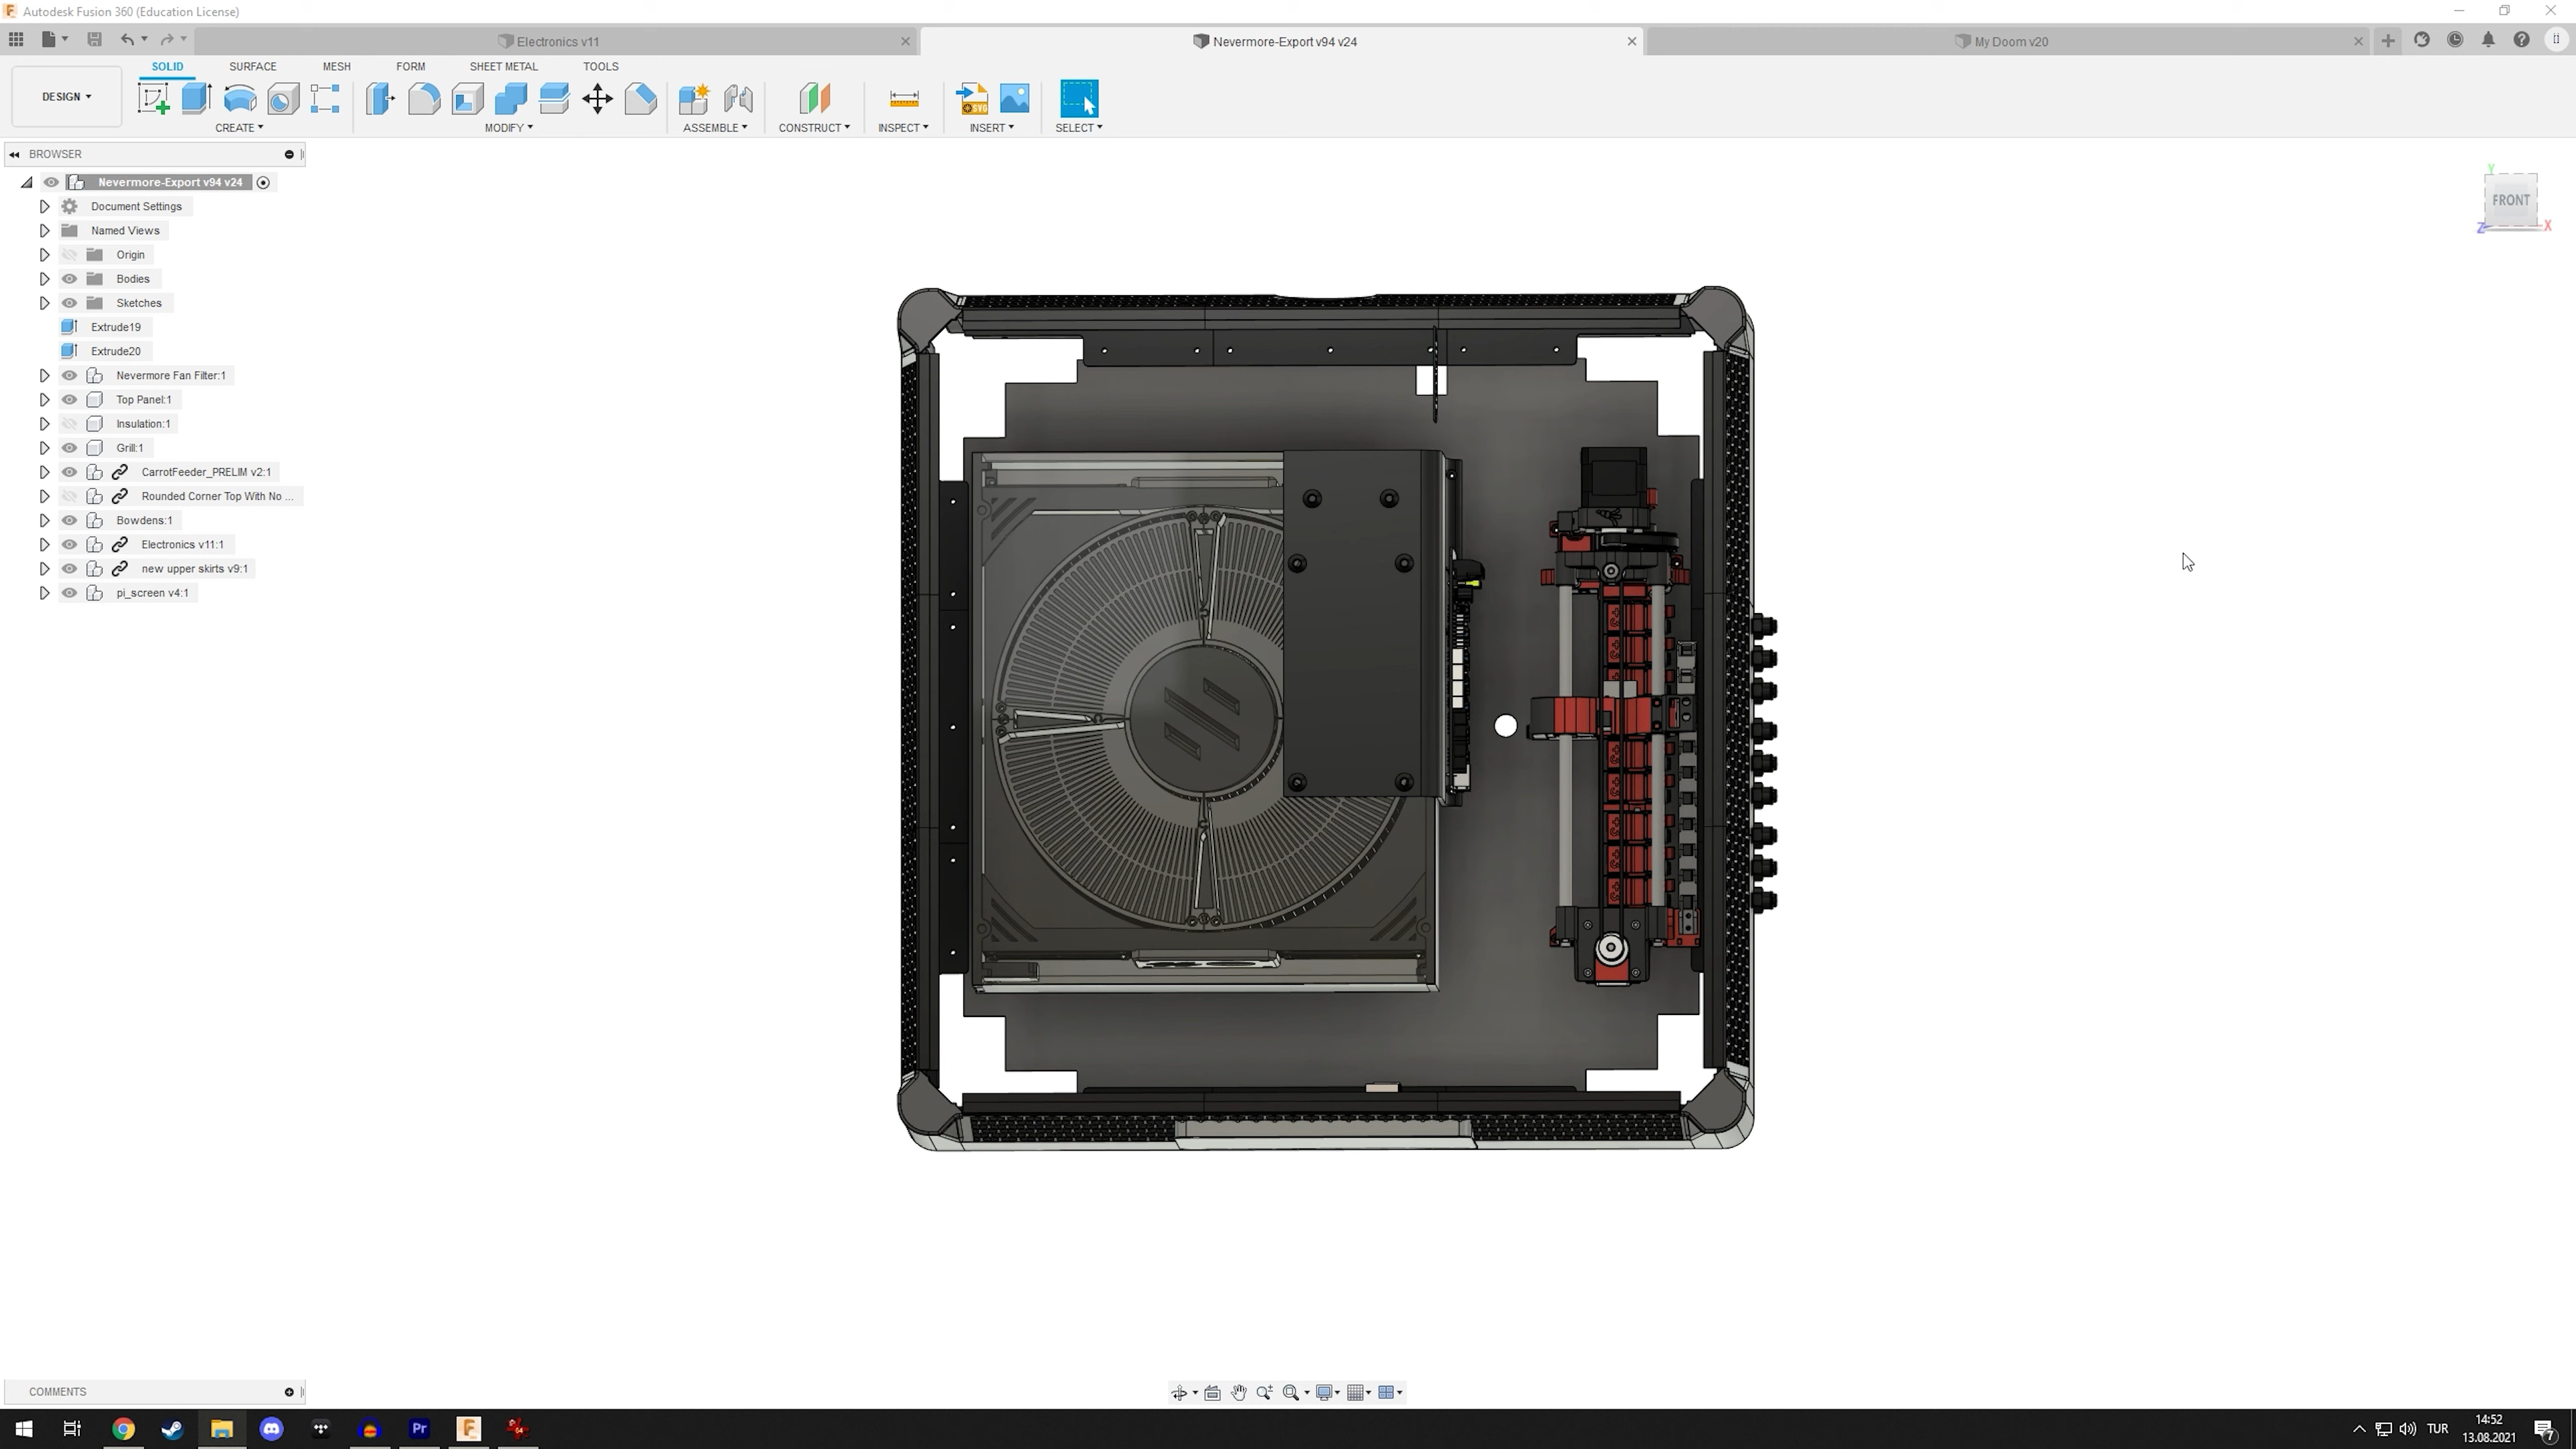 Autodesk Fusion 360 (Education License)
Electronics v11
Nevermore-Export v94 v24
My Doom v20
SOLID
SURFACE
MESH
FORM
SHEET METAL
TOOLS
DESIGN
CREATE
MODIFY
ASSEMBLE
CONSTRUCT
INSPECT
INSERT
SELECT
SVG
BROWSER
Nevermore-Export v94 v24
Document Settings
Named Views
Origin
Bodies
Sketches
Extrude19
Extrude20
Nevermore Fan Filter:1
Top Panel:1
Insulation:1
Grill:1
CarrotFeeder_PRELIM v2:1
Rounded Corner Top With No ...
Bowdens:1
Electronics v11:1
new upper skirts v9:1
pi_screen v4:1
Y
FRONT
Z
X
COMMENTS
Pr
F
64
TUR
14:52
13.08.2021
7